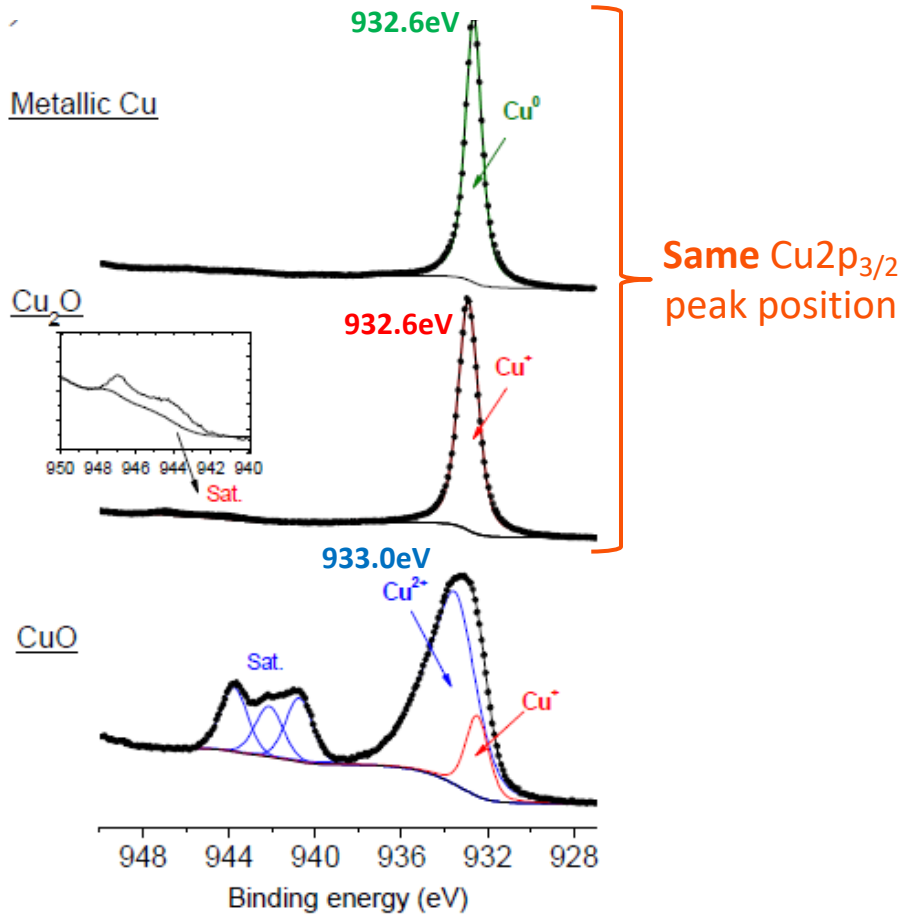 932.6eV
Metallic Cu
Cu⁰
Same Cu2p₃/₂
peak position
Cu₂O
932.6eV
Cu⁺
950 948 946 944 942 940
Sat.
933.0eV
Cu²⁺
CuO
Sat.
Cu⁺
948 944 940 936 932 928
Binding energy (eV)